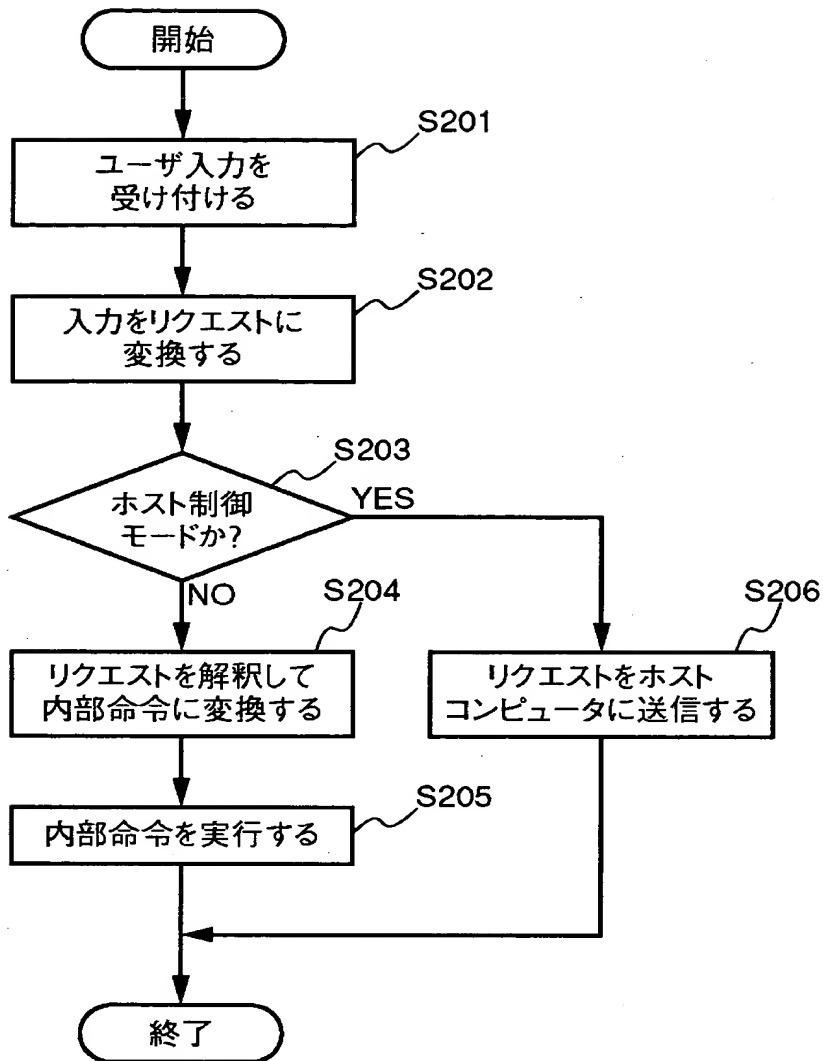 開始
S201
ユーザ入力を
受け付ける
S202
入力をリクエストに
変換する
S203
ホスト制御
モードか?
YES
NO
S204
リクエストを解釈して
内部命令に変換する
S206
リクエストをホスト
コンピュータに送信する
S205
内部命令を実行する
終了